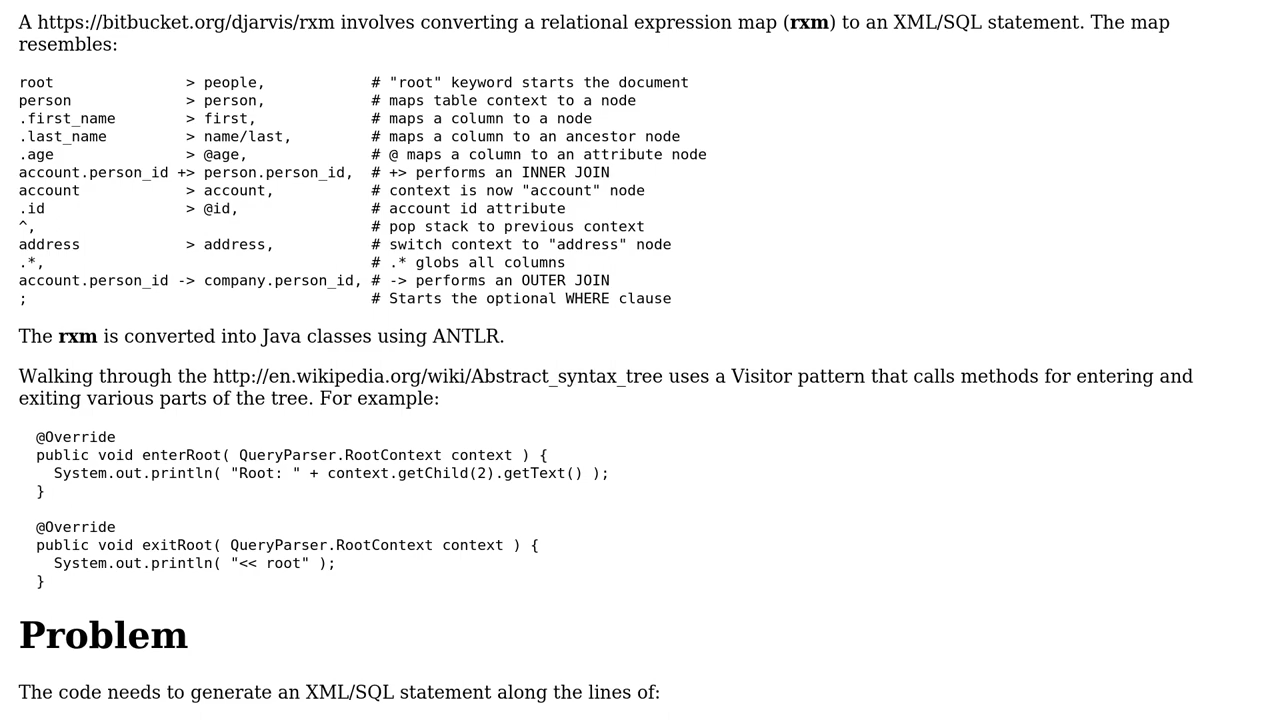 A https://bitbucket.org/djarvis/rxm involves converting a relational expression map (rxm) to an XML/SQL statement. The map
resembles:
root               > people,            # "root" keyword starts the document
person             > person,            # maps table context to a node
.first_name        > first,             # maps a column to a node
.last_name         > name/last,         # maps a column to an ancestor node
.age               > @age,              # @ maps a column to an attribute node
account.person_id +> person.person_id,  # +> performs an INNER JOIN
account            > account,           # context is now "account" node
.id                > @id,               # account id attribute
^,                                      # pop stack to previous context
address            > address,           # switch context to "address" node
.*,                                     # .* globs all columns
account.person_id -> company.person_id, # -> performs an OUTER JOIN
;                                       # Starts the optional WHERE clause
The rxm is converted into Java classes using ANTLR.
Walking through the http://en.wikipedia.org/wiki/Abstract_syntax_tree uses a Visitor pattern that calls methods for entering and
exiting various parts of the tree. For example:
  @Override
  public void enterRoot( QueryParser.RootContext context ) {
    System.out.println( "Root: " + context.getChild(2).getText() );
  }
  @Override
  public void exitRoot( QueryParser.RootContext context ) {
    System.out.println( "<< root" );
  }
Problem
The code needs to generate an XML/SQL statement along the lines of: